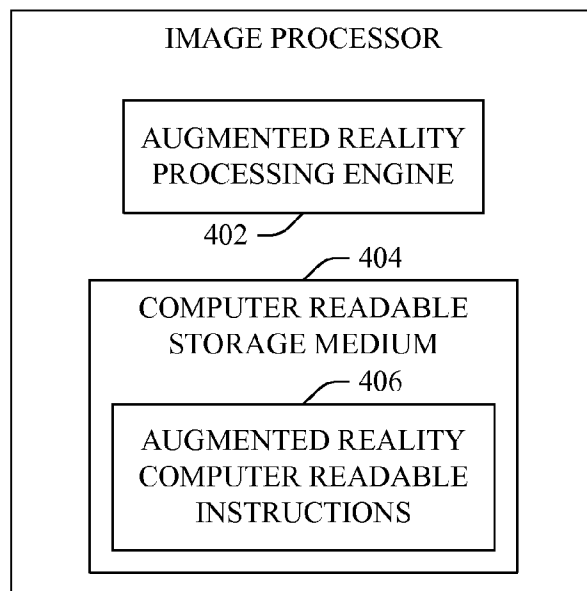 IMAGE PROCESSOR
AUGMENTED REALITY
PROCESSING ENGINE
402
404
COMPUTER READABLE
STORAGE MEDIUM
406
AUGMENTED REALITY
COMPUTER READABLE
INSTRUCTIONS